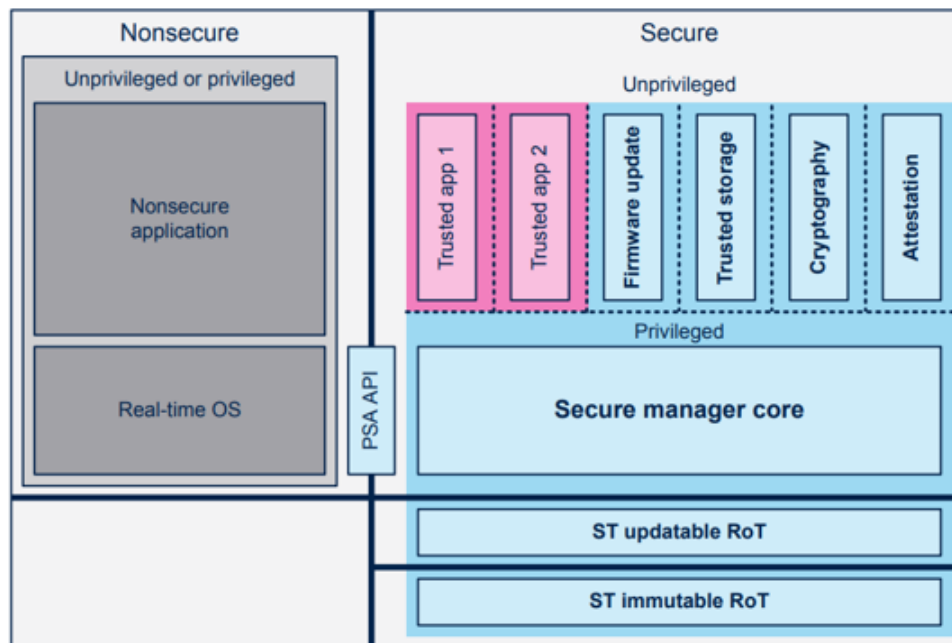 Nonsecure
Unprivileged or privileged
Nonsecure
application
Real-time OS
PSA API
Secure
Unprivileged
Trusted app 1
Trusted app 2
Firmware update
Trusted storage
Cryptography
Attestation
Privileged
Secure manager core
ST updatable RoT
ST immutable RoT